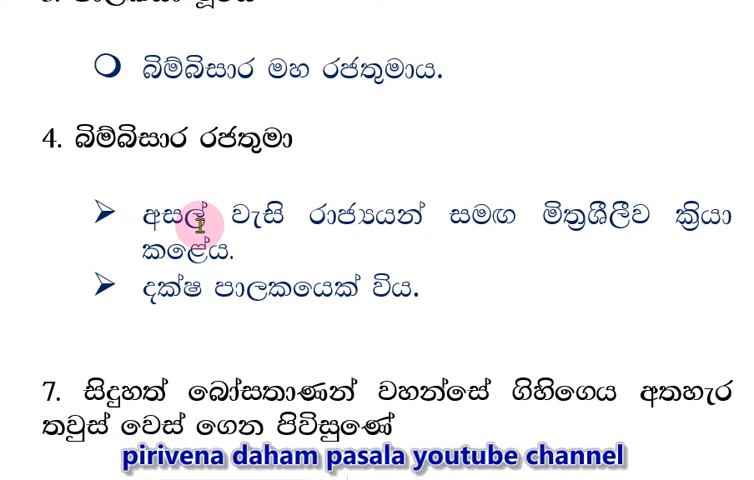 බිම්බිසාර මහ රජතුමාය.
4. බිම්බිසාර රජතුමා
අසල් වැසි රාජ්‍යයන් සමඟ මිත්‍රශීලීව ක්‍රියා
කළේය.
දක්ෂ පාලකයෙක් විය.
7. සිදුහත් බෝසතාණන් වහන්සේ ගිහිගෙය අතහැර
තවුස් වෙස් ගෙන පිවිසුණේ
pirivena daham pasala youtube channel